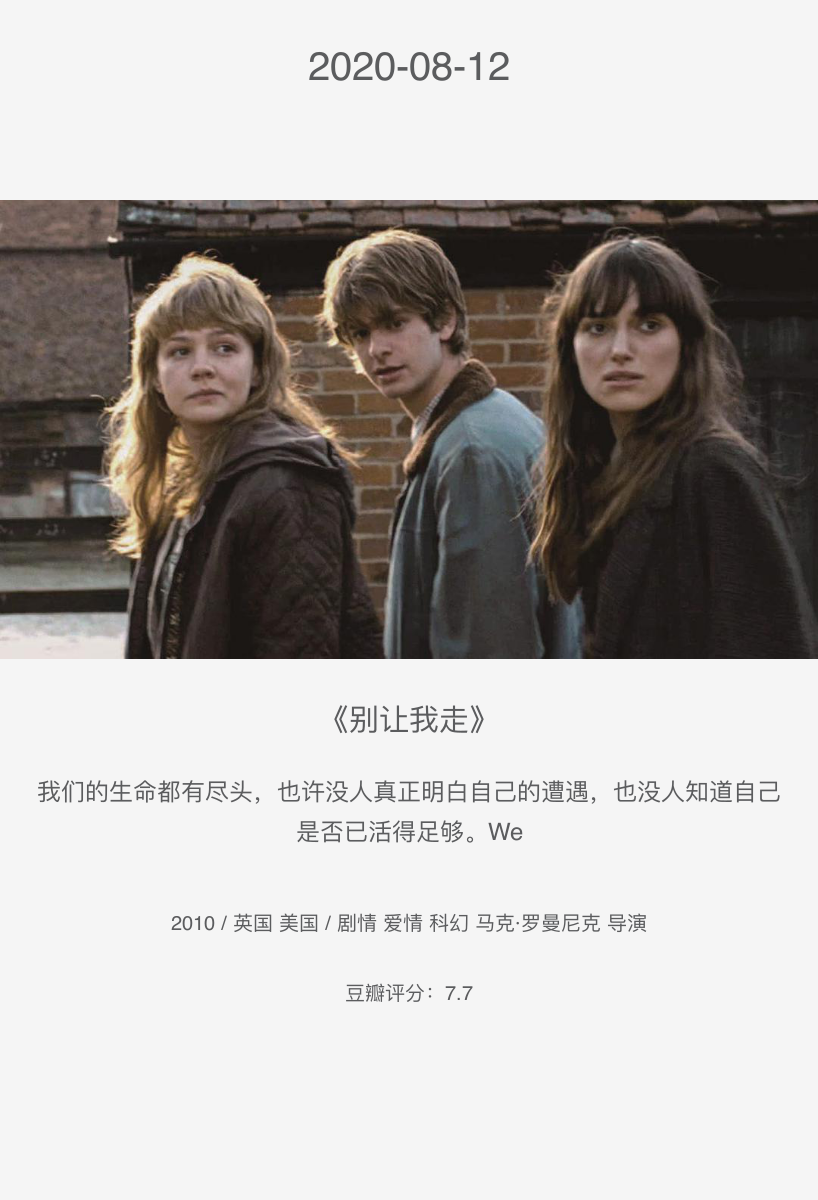 2020-08-12
《别让我走》
我们的生命都有尽头，也许没人真正明白自己的遭遇，也没人知道自己
是否已活得足够。We
2010 / 英国 美国 / 剧情 爱情 科幻 马克·罗曼尼克 导演
豆瓣评分：7.7